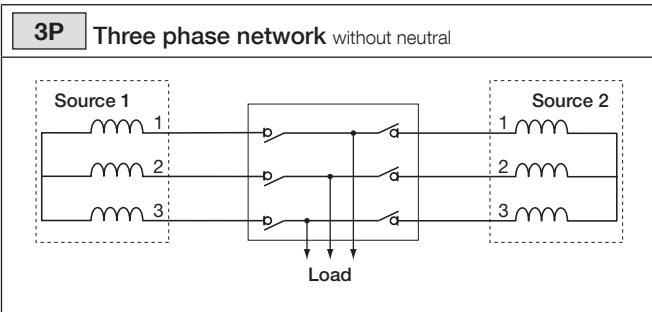 3P Three phase network without neutral
Source 1 Source 2
1 1
2 2
3 3
Load